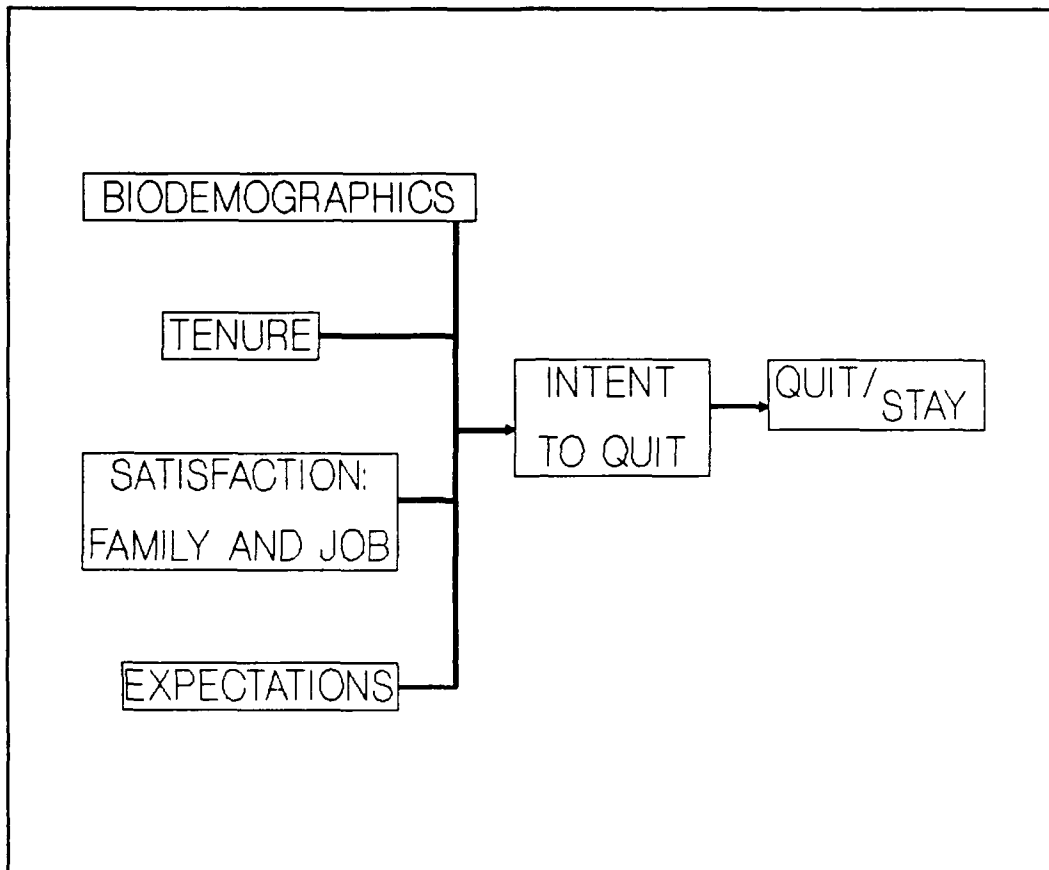 BIODEMOGRAPHICS
TENURE
SATISFACTION:
FAMILY AND JOB
EXPECTATIONS
INTENT
TO QUIT
QUIT/
STAY